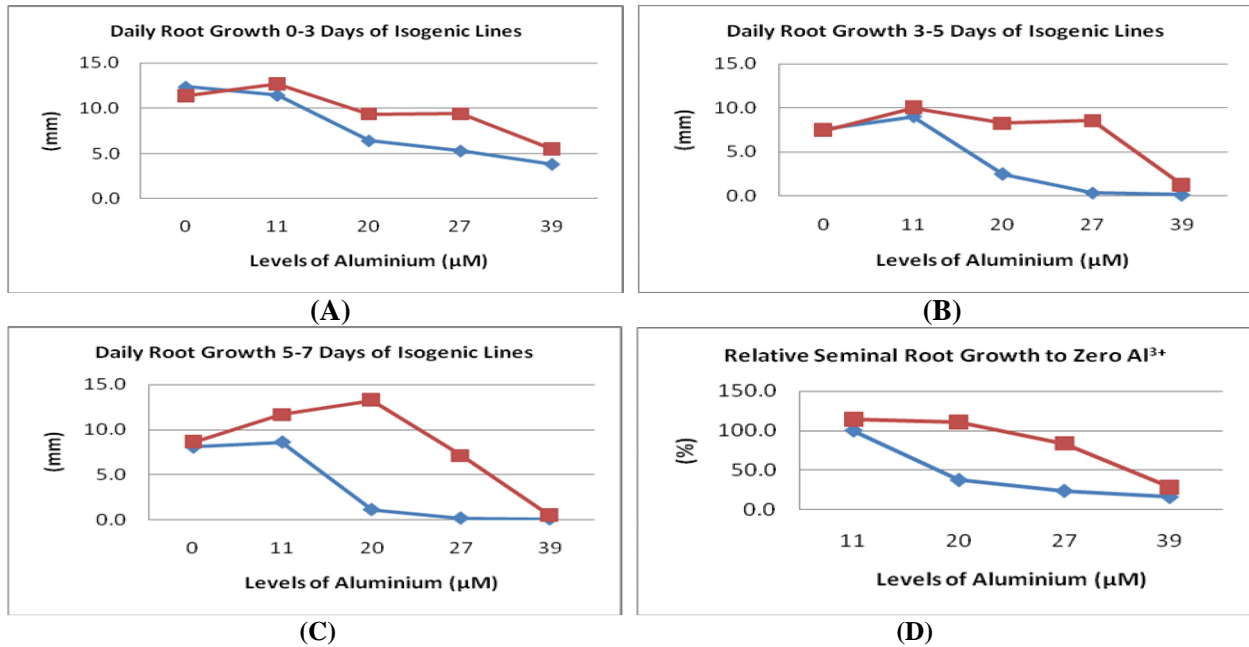 Daily Root Growth 0-3 Days of Isogenic Lines
15.0
10.0
5.0
0.0
(mm)
0 11 20 27 39
Levels of Aluminium (µM)
(A)
Daily Root Growth 3-5 Days of Isogenic Lines
15.0
10.0
5.0
0.0
(mm)
0 11 20 27 39
Levels of Aluminium (µM)
(B)
Daily Root Growth 5-7 Days of Isogenic Lines
15.0
10.0
5.0
0.0
(mm)
0 11 20 27 39
Levels of Aluminium (µM)
(C)
Relative Seminal Root Growth to Zero Al³⁺
150.0
100.0
50.0
0.0
(%)
11 20 27 39
Levels of Aluminium (µM)
(D)